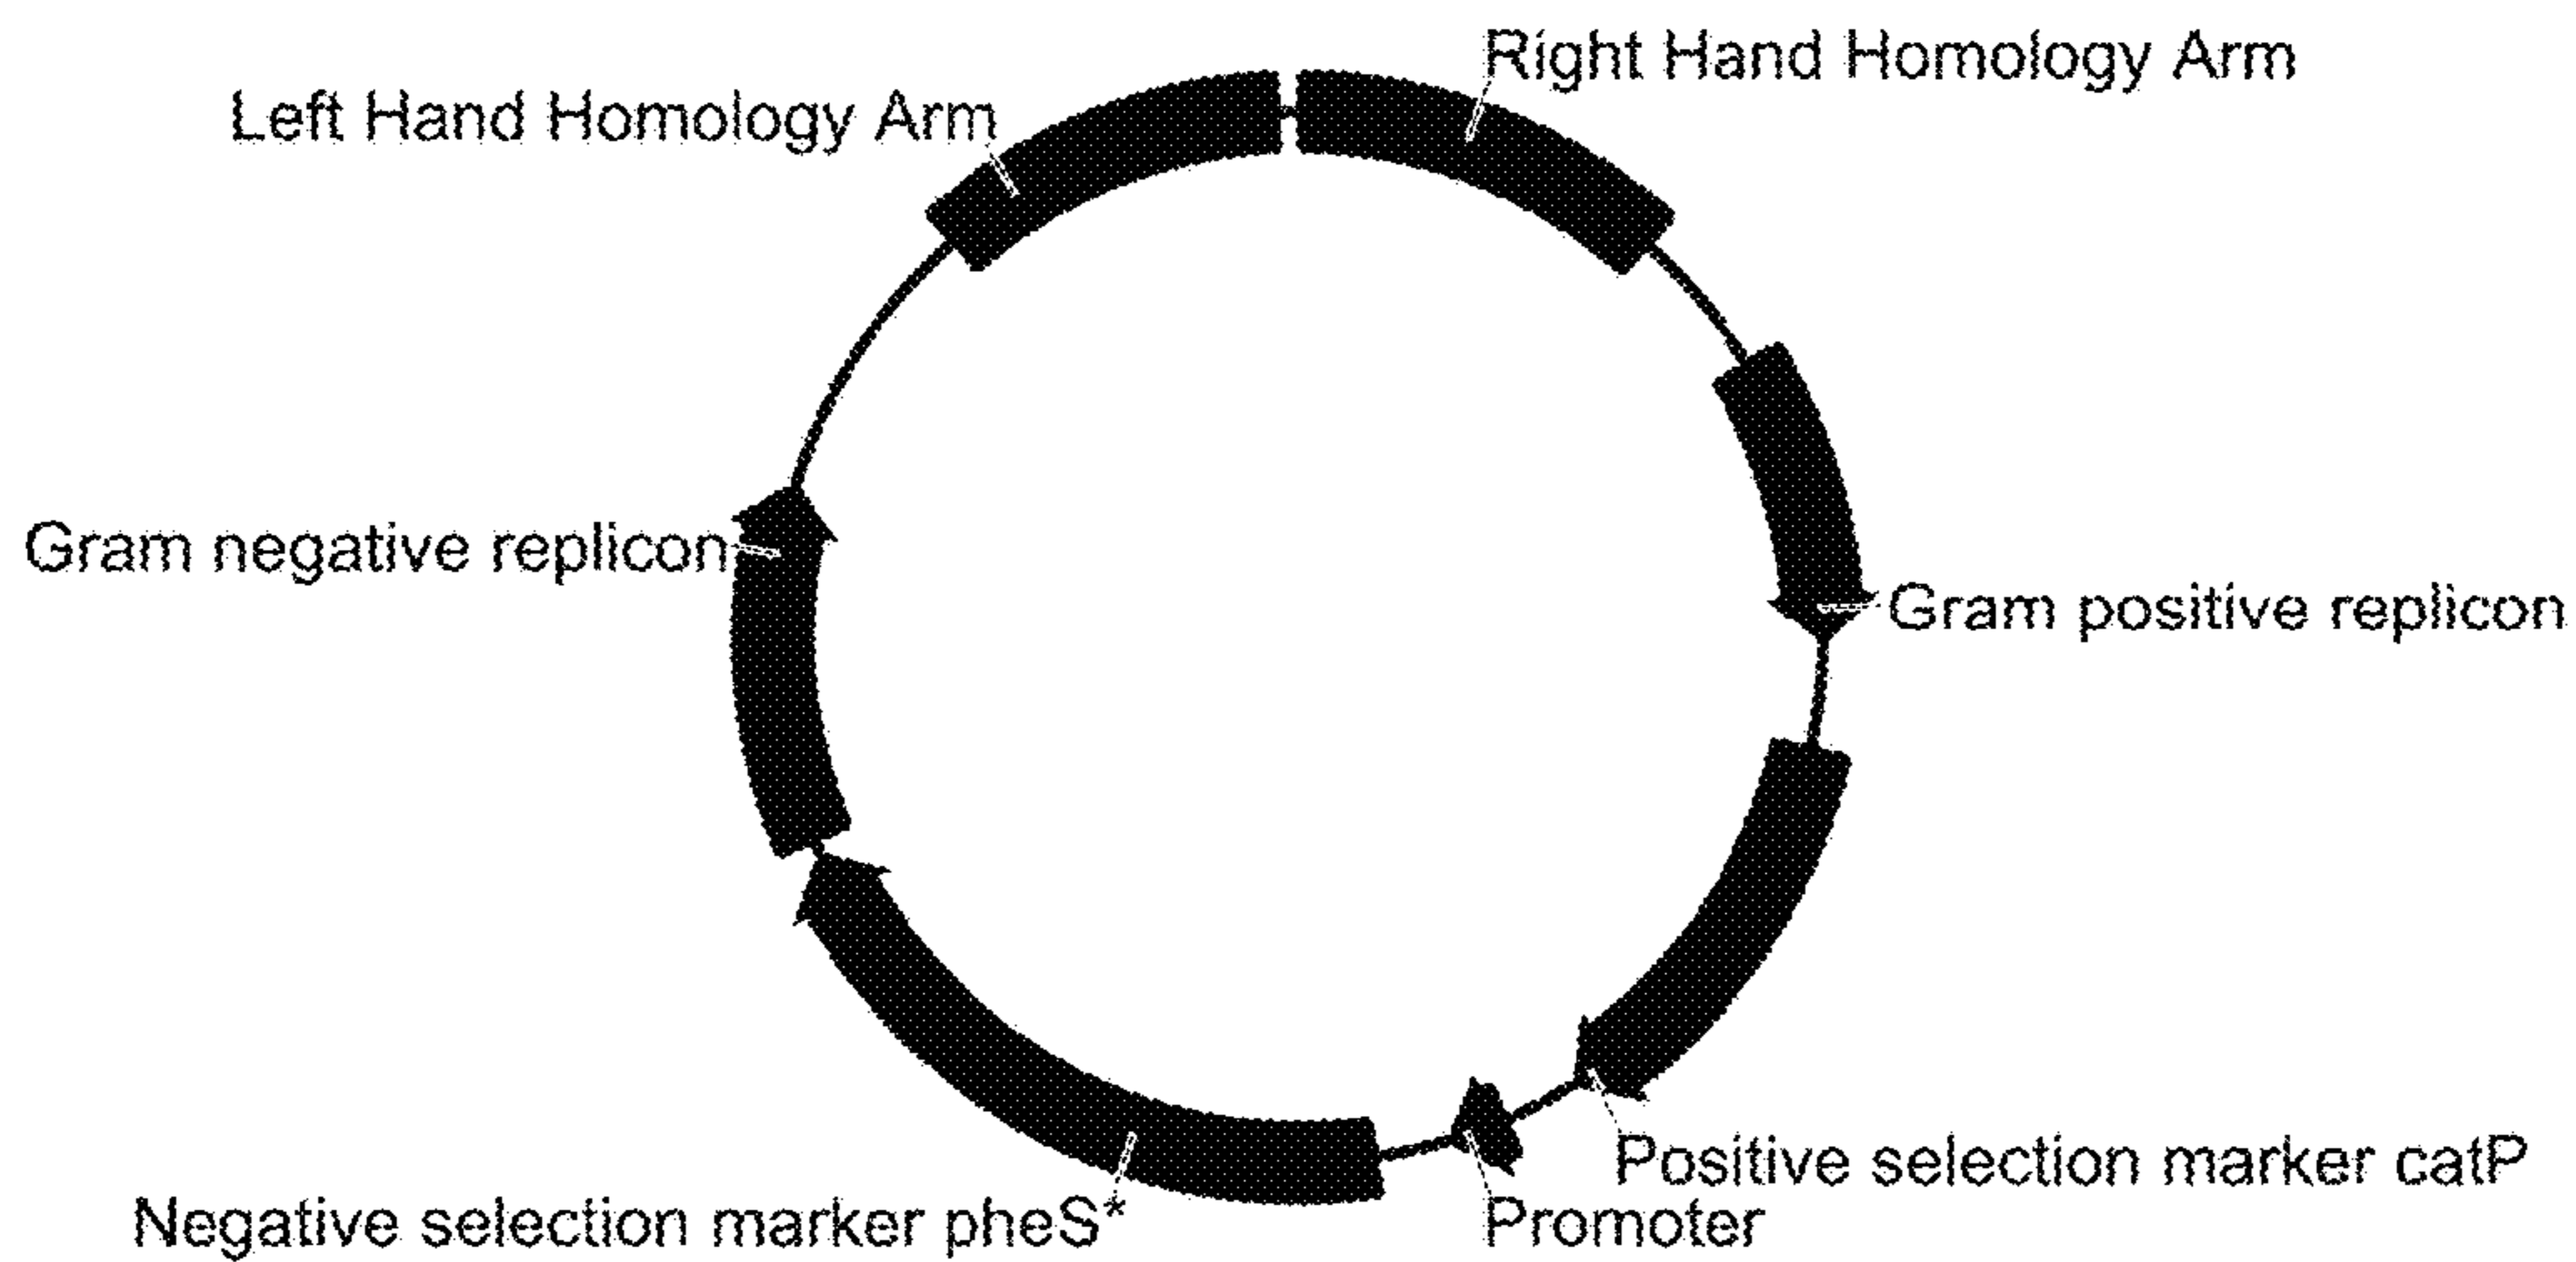 Right Hand Homology Arm
Left Hand Homology Arm
Gram negative replicon
Gram positive replicon
Positive selection marker catP
Negative selection marker pheS*
Promoter